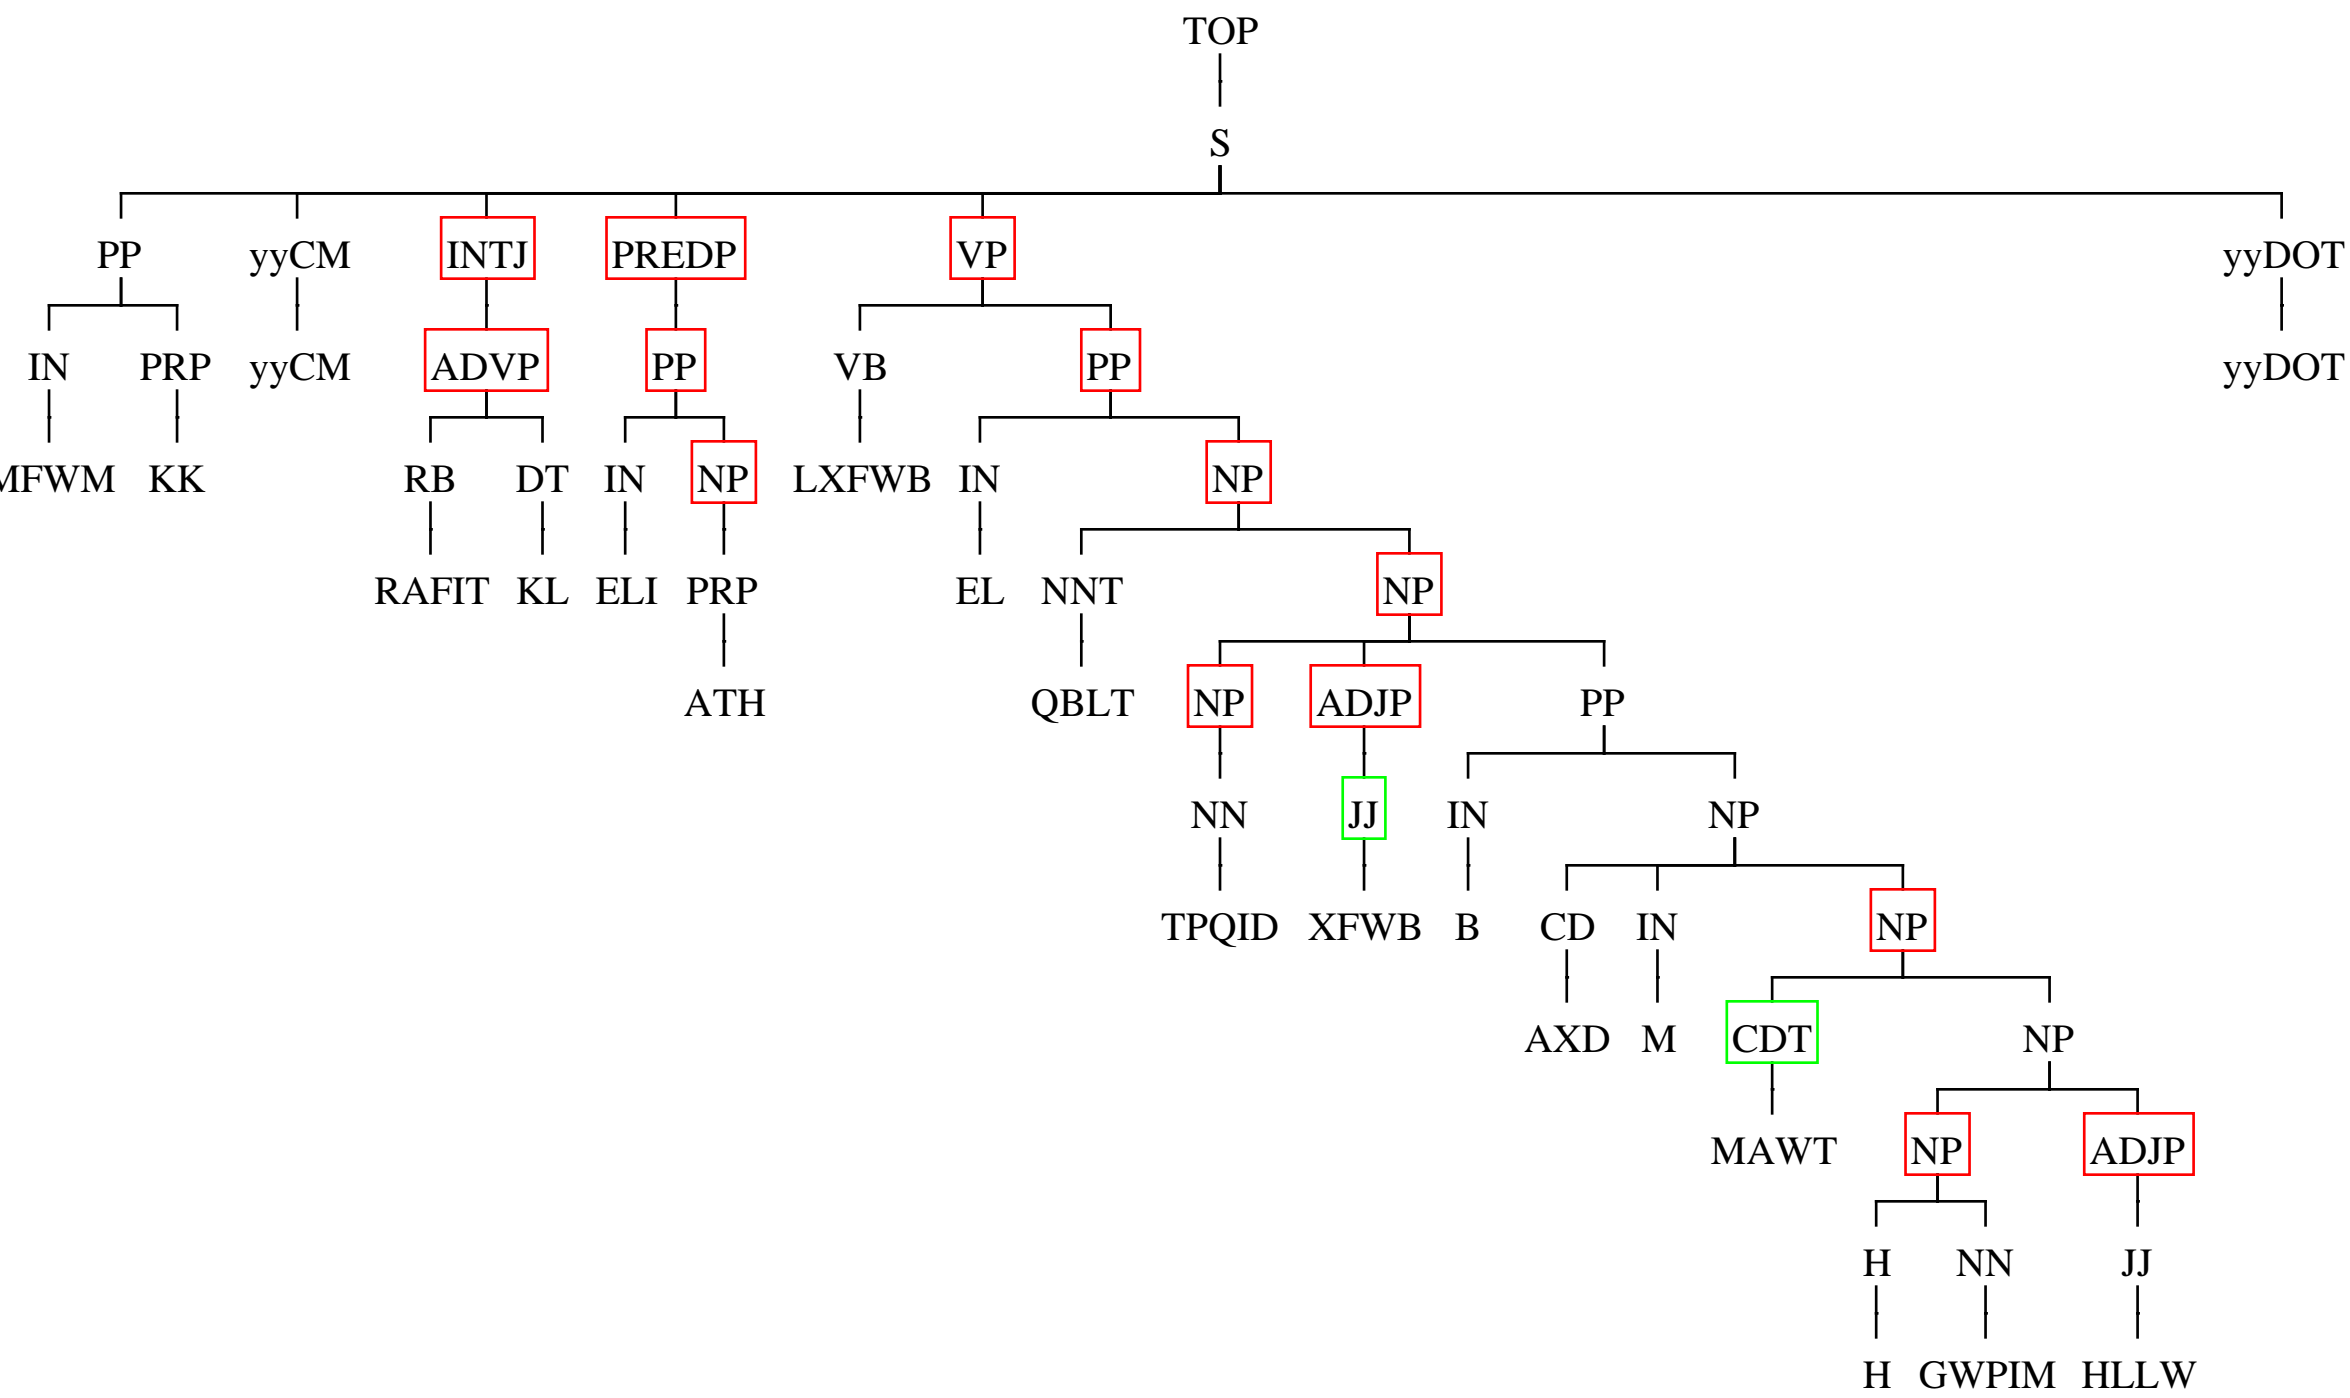 TOP
S
PP yyCM INTJ PREDP VP yyDOT
IN PRP yyCM ADVP PP VB PP yyDOT
MFWM KK RB DT IN NP LXFWB IN NP
RAFIT KL ELI PRP EL NNT NP
ATH QBLT NP ADJP PP
NN JJ IN NP
TPQID XFWB B CD IN NP
AXD M CDT NP
MAWT NP ADJP
H NN JJ
H GWPIM HLLW